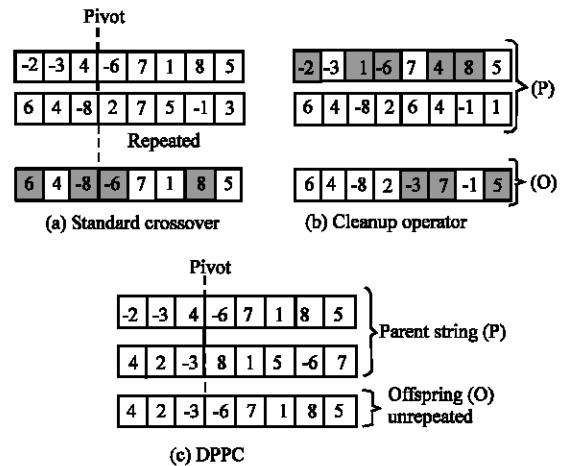 Pivot
-2 -3 4 -6 7 1 8 5
6 4 -8 2 7 5 -1 3
Repeated
6 4 -8 -6 7 1 8 5
(a) Standard crossover
-2 -3 1 -6 7 4 8 5
6 4 -8 2 6 4 -1 1
(P)
6 4 -8 2 -3 7 -1 5
(O)
(b) Cleanup operator
Pivot
-2 -3 4 -6 7 1 8 5
4 2 -3 8 1 5 -6 7
Parent string (P)
4 2 -3 -6 7 1 8 5
Offspring (O)
unrepeated
(c) DPPC